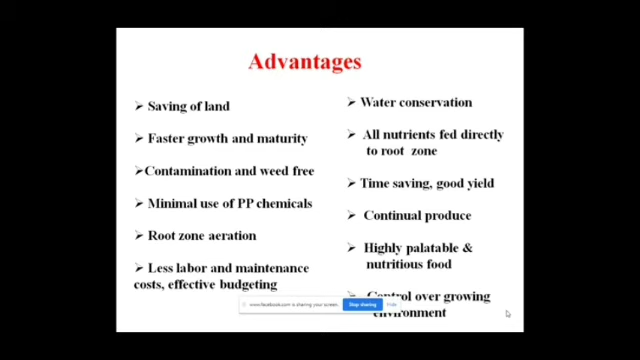 Advantages
➢ Saving of land
➢ Faster growth and maturity
➢Contamination and weed free
➢ Minimal use of PP chemicals
➢ Root zone aeration
➢ Less labor and maintenance
costs, effective budgeting
➢ Water conservation
➢ All nutrients fed directly
to root zone
➢ Time saving, good yield
➢ Continual produce
➢ Highly palatable &
nutritious food
➢ Control over growing
environment
www.facebook.com is sharing your screen.
Stop sharing
Hide